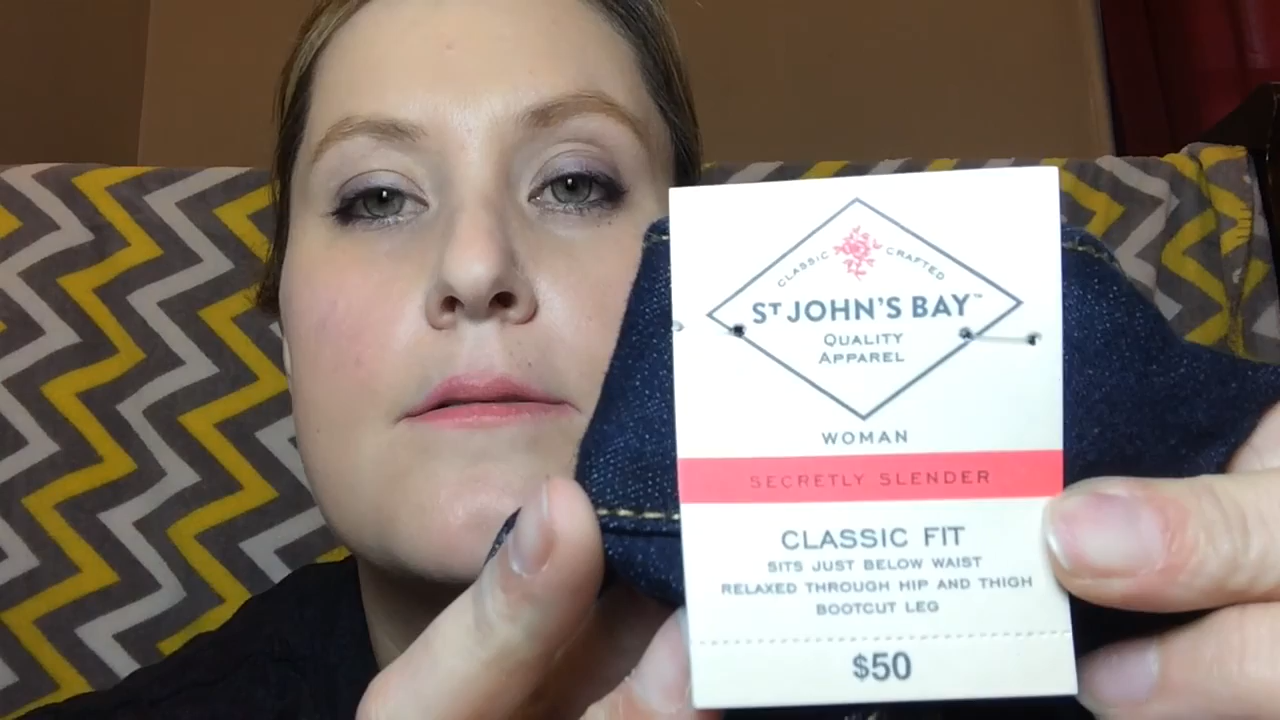 CLASSIC CRAFTED
ST JOHN'S BAY™
QUALITY
APPAREL
WOMAN
SECRETLY SLENDER
CLASSIC FIT
SITS JUST BELOW WAIST
RELAXED THROUGH HIP AND THIGH
BOOTCUT LEG
$50